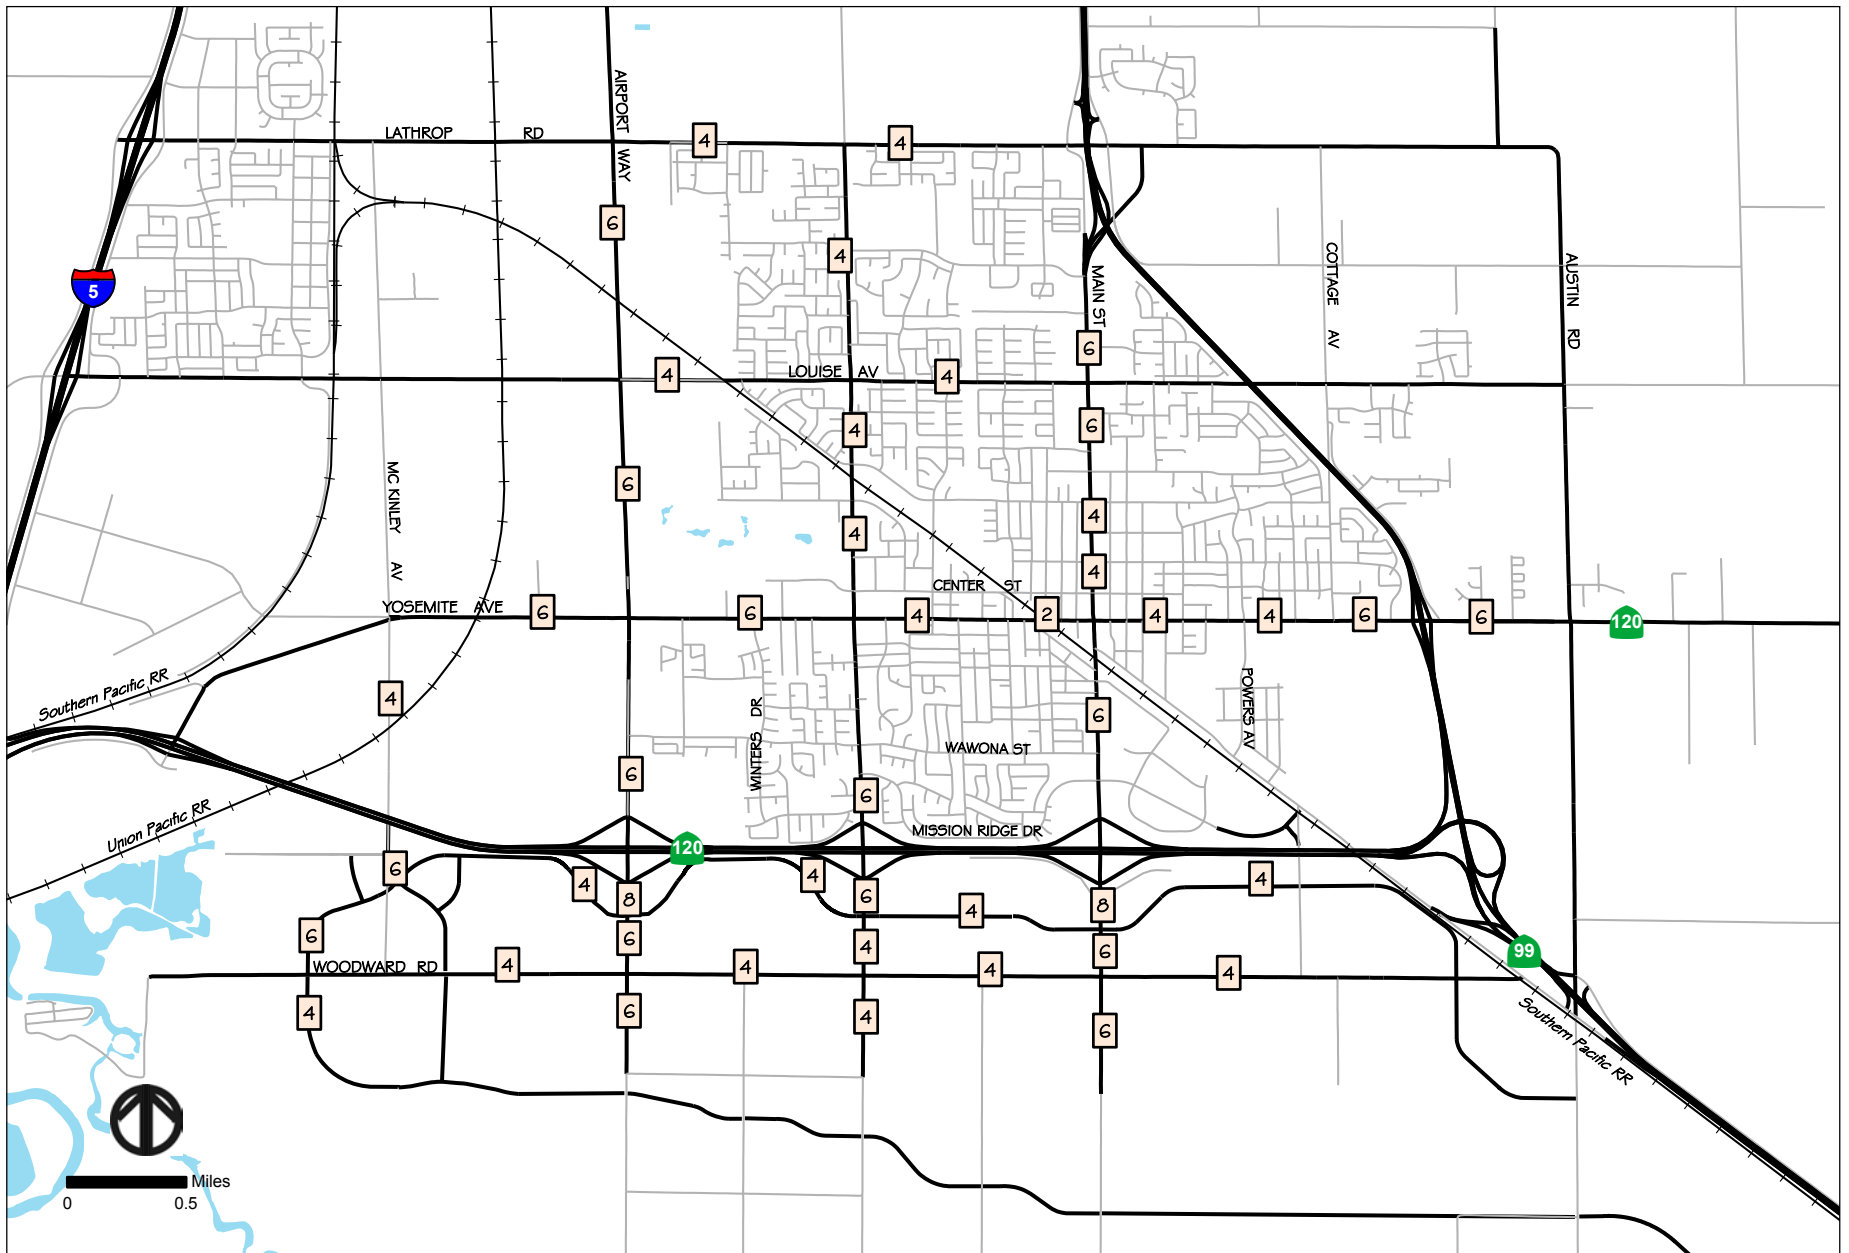 AIRPORT WAY
LATHROP RD
4
4
6
4
COTTAGE AV
AUSTIN RD
MAIN ST
5
6
4
LOUISE AV
4
4
6
MC KINLEY AV
6
4
4
4
CENTER ST
YOSEMITE AVE
6
6
4
2
4
4
6
6
120
Southern Pacific RR
4
WINTERS DR
6
POWERS AV
WAWONA ST
6
6
Union Pacific RR
MISSION RIDGE DR
120
6
4
8
4
6
4
8
4
6
6
4
6
99
WOODWARD RD
4
4
4
4
4
6
4
6
Southern Pacific RR
Miles
0 0.5